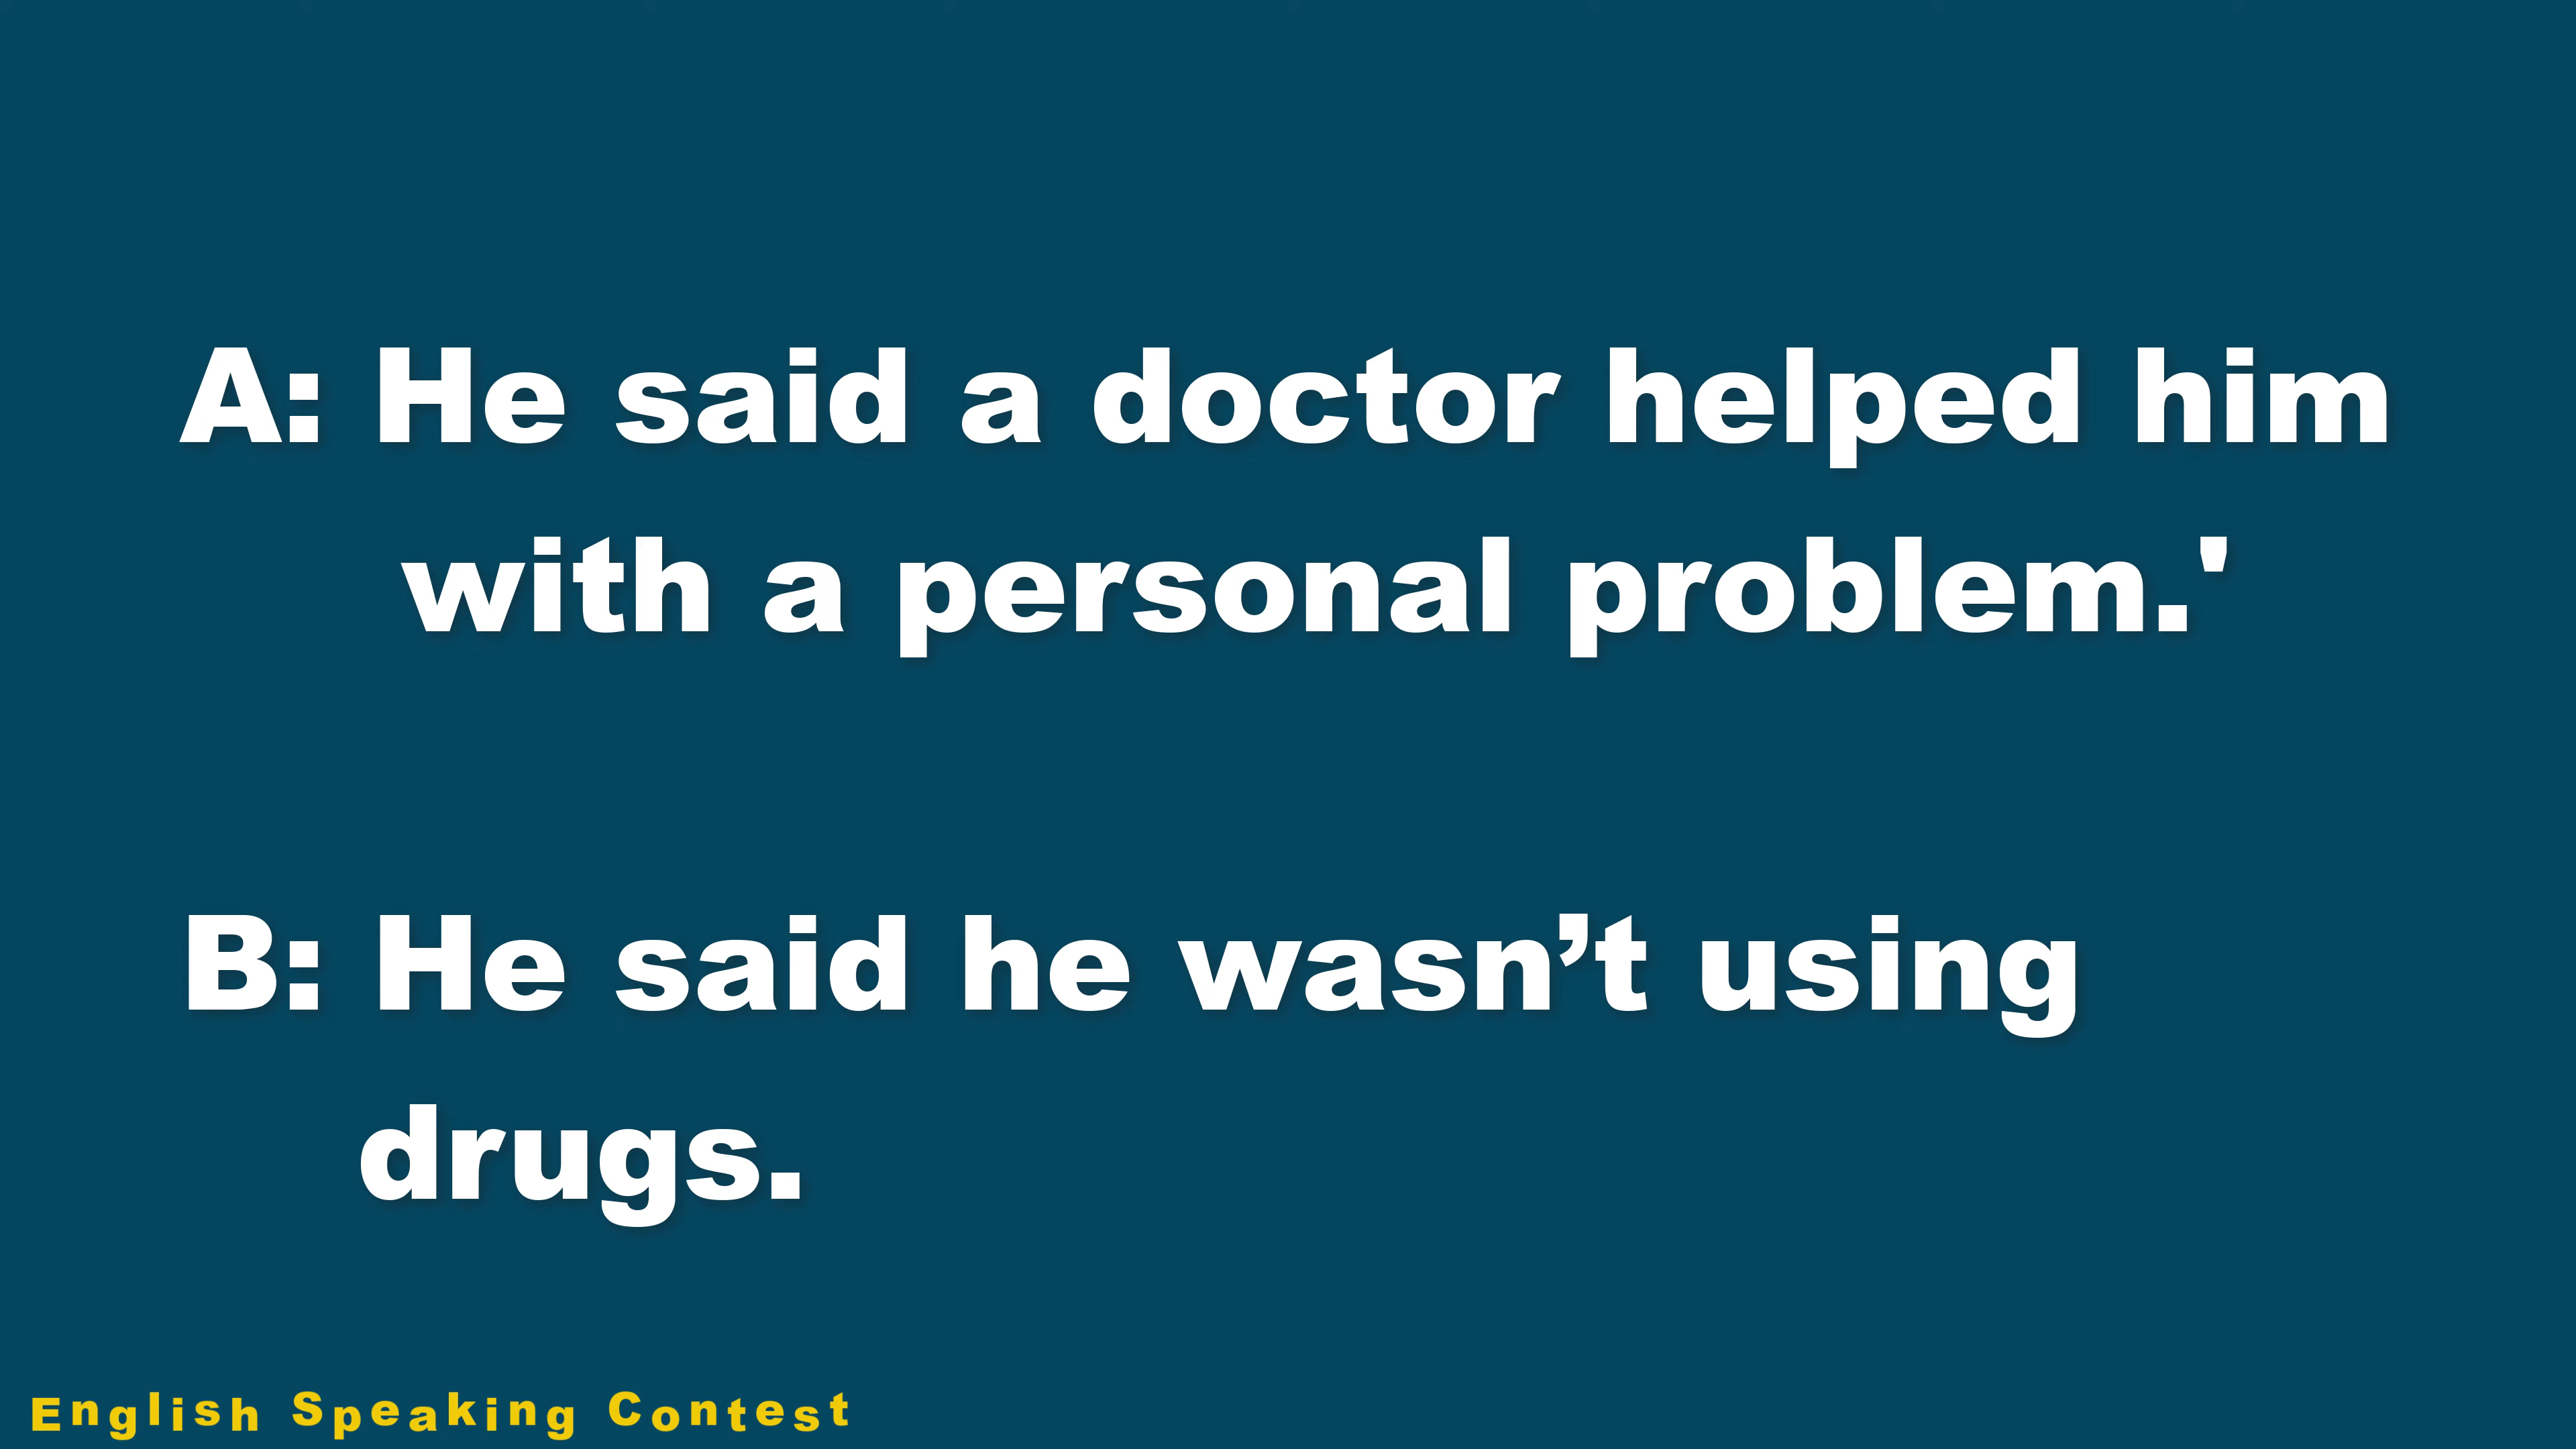 A: He said a doctor helped him
with a personal problem.'
B: He said he wasn’t using
drugs.
English Speaking Contest